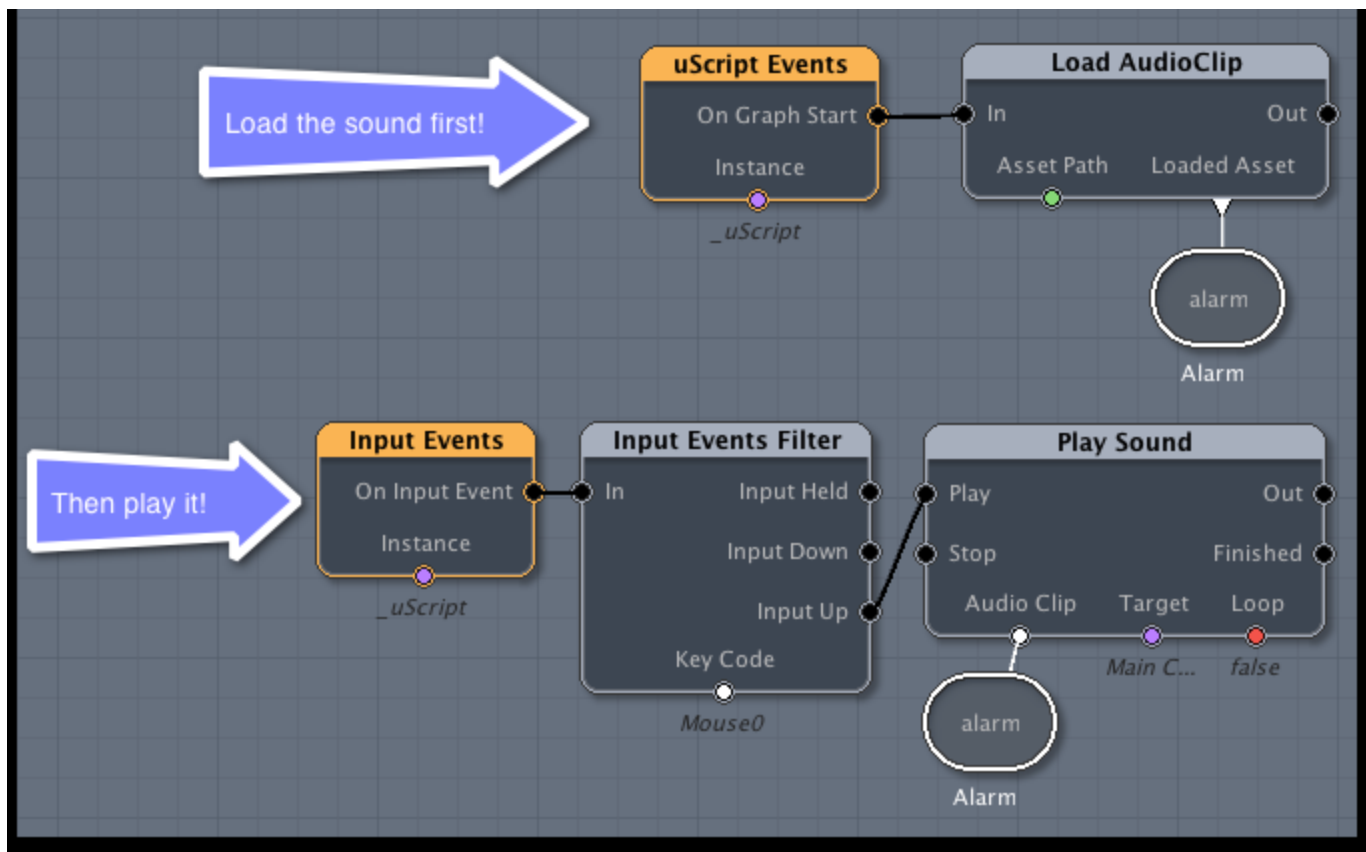 Load the sound first!
uScript Events
On Graph Start
Instance
_uScript
Load AudioClip
In
Out
Asset Path
Loaded Asset
alarm
Alarm
Then play it!
Input Events
On Input Event
Instance
_uScript
Input Events Filter
In
Input Held
Input Down
Input Up
Key Code
Mouse0
Play Sound
Play
Out
Stop
Finished
Audio Clip
Target
Loop
Main C...
false
alarm
Alarm